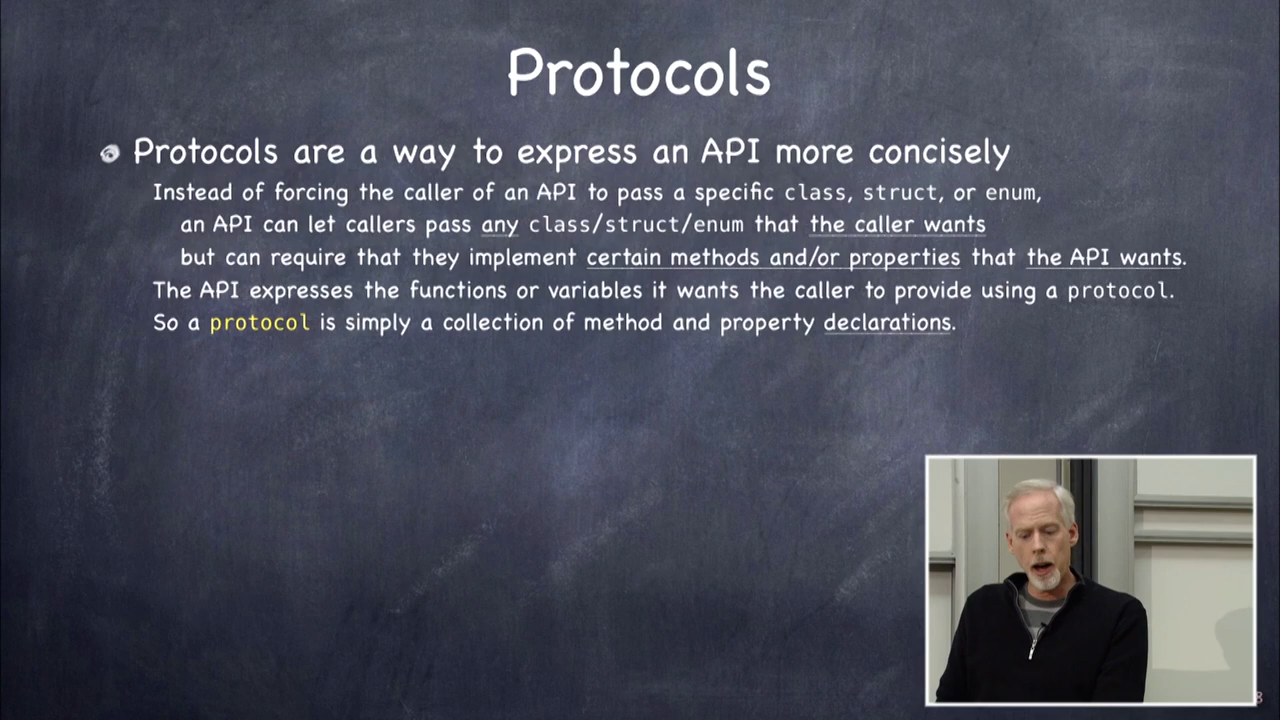 Protocols
Protocols are a way to express an API more concisely
Instead of forcing the caller of an API to pass a specific class, struct, or enum,
an API can let callers pass any class/struct/enum that the caller wants
but can require that they implement certain methods and/or properties that the API wants.
The API expresses the functions or variables it wants the caller to provide using a protocol.
So a protocol is simply a collection of method and property declarations.